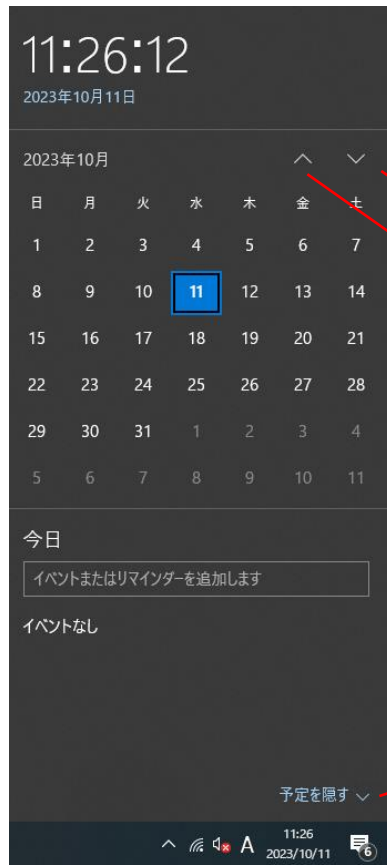 11:26:12
2023年10月11日
2023年10月
日 月 火 水 木 金 土
1 2 3 4 5 6 7
8 9 10 11 12 13 14
15 16 17 18 19 20 21
22 23 24 25 26 27 28
29 30 31 1 2 3 4
5 6 7 8 9 10 11
今日
イベントまたはリマインダーを追加します
イベントなし
予定を隠す
A 11:26
2023/10/11 6